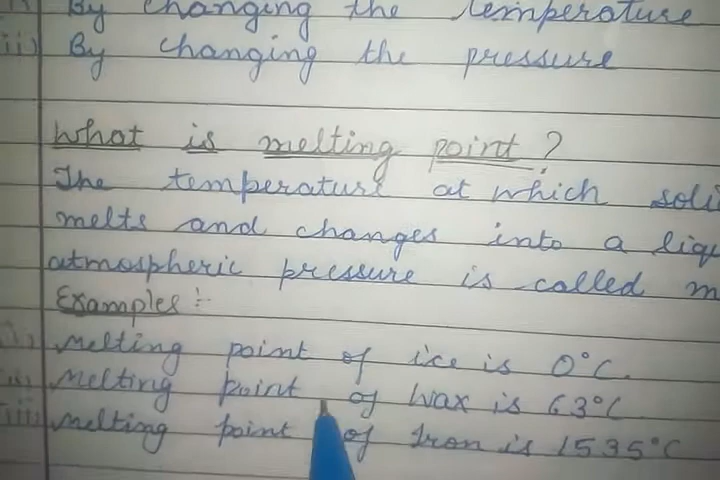 By changing the temperature
ii) By changing the pressure
What is melting point ?
The temperature at which soli
melts and changes into a liqu
atmospheric pressure is called m
Examples :-
i) Melting point of ice is 0°C.
ii) Melting point of Wax is 63°C
iii) Melting point of Iron is 1535°C